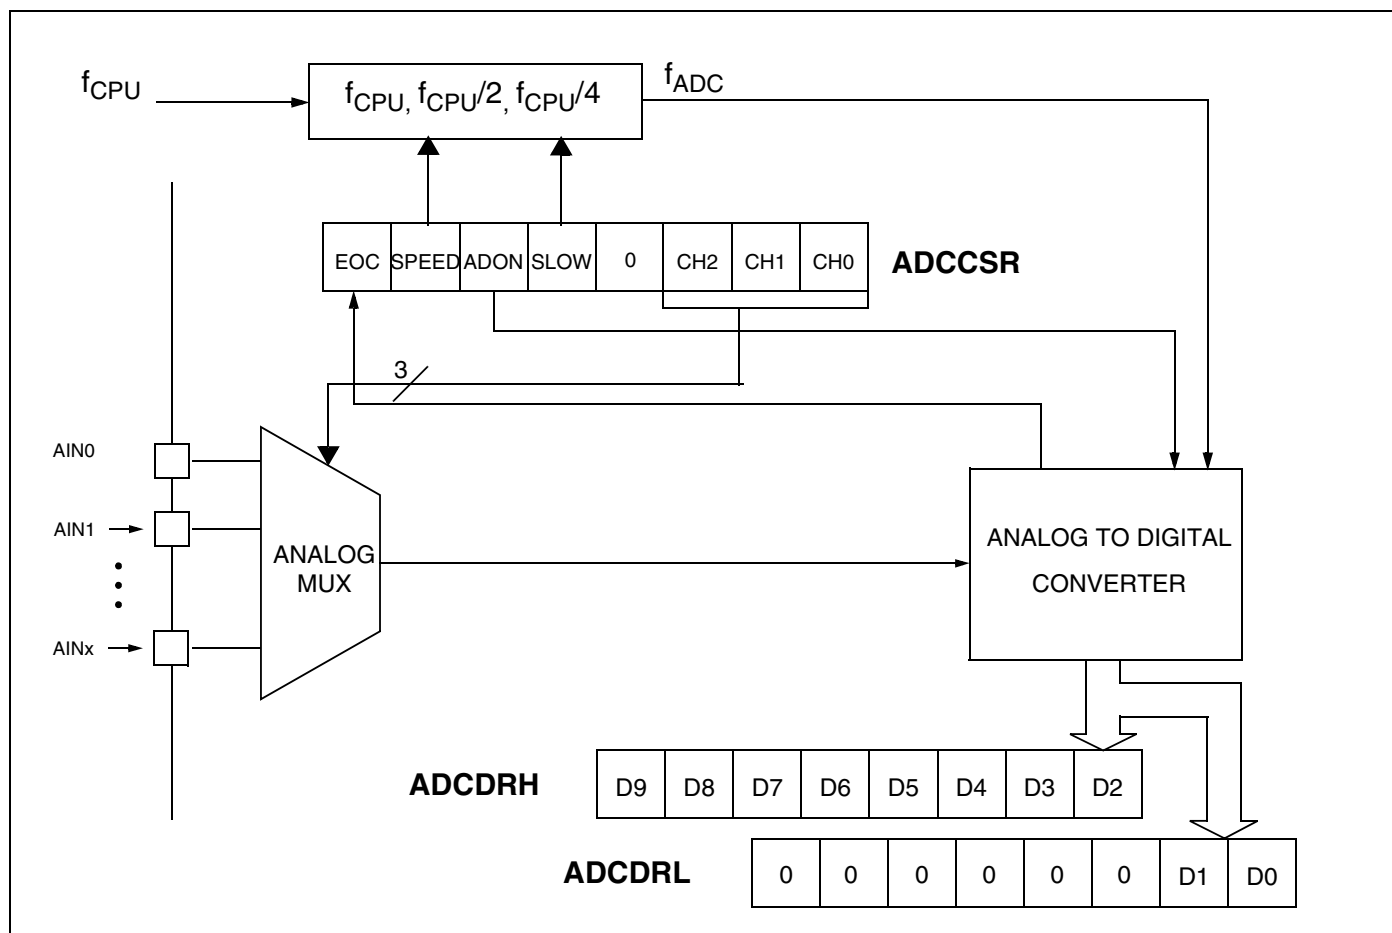 fCPU
fCPU, fCPU/2, fCPU/4
fADC
EOC SPEED ADON SLOW 0 CH2 CH1 CH0
ADCCSR
3
AIN0
AIN1
AINx
ANALOG
MUX
ANALOG TO DIGITAL
CONVERTER
ADCDRH
D9 D8 D7 D6 D5 D4 D3 D2
ADCDRL
0 0 0 0 0 0 D1 D0